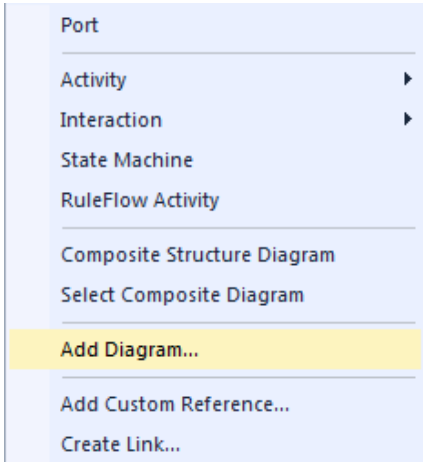 Port
Activity
Interaction
State Machine
RuleFlow Activity
Composite Structure Diagram
Select Composite Diagram
Add Diagram...
Add Custom Reference...
Create Link...